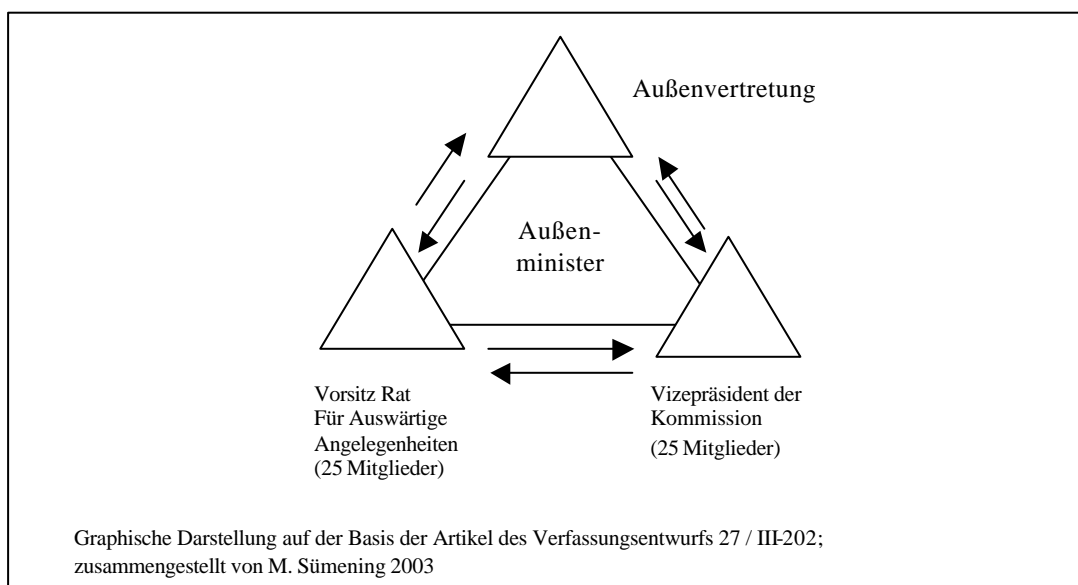 Außenvertretung
Außen-
minister
Vorsitz Rat
Für Auswärtige
Angelegenheiten
(25 Mitglieder)
Vizepräsident der
Kommission
(25 Mitglieder)
Graphische Darstellung auf der Basis der Artikel des Verfassungsentwurfs 27 / III-202;
zusammengestellt von M. Sümening 2003